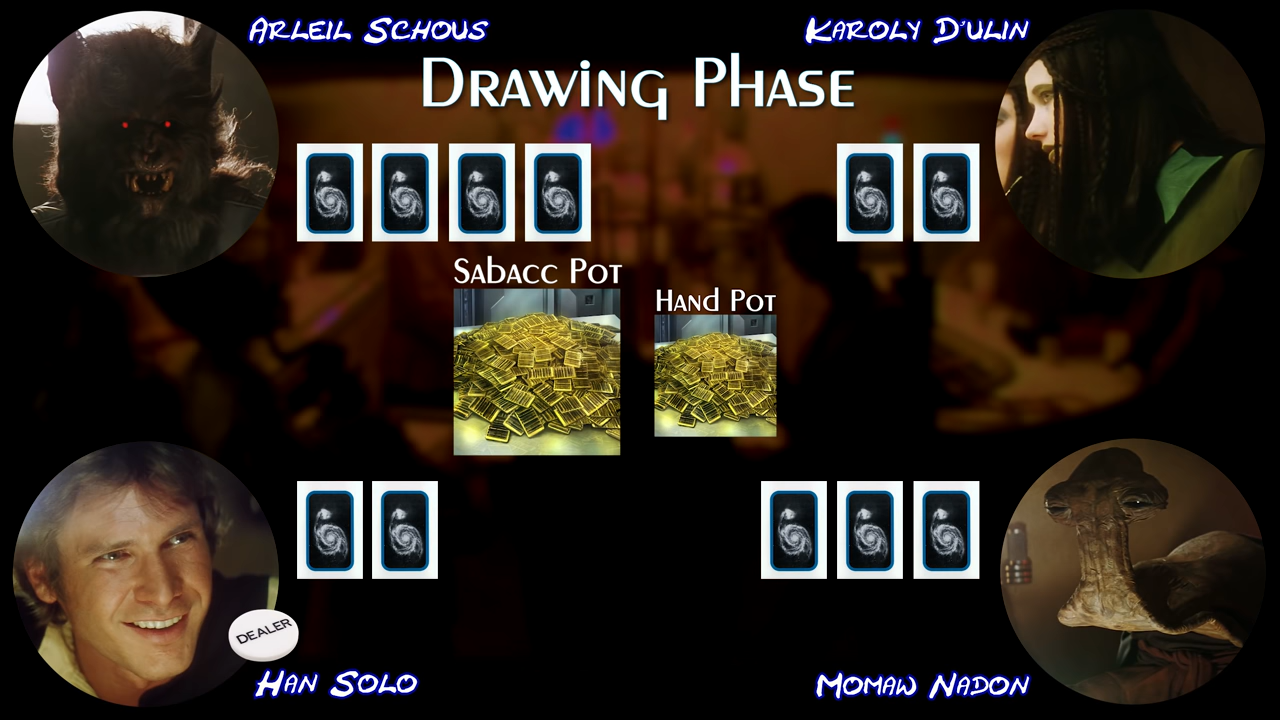 Arleil Schous
Karoly D'ulin
Drawing Phase
Sabacc Pot
Hand Pot
DEALER
Han Solo
Momaw Nadon